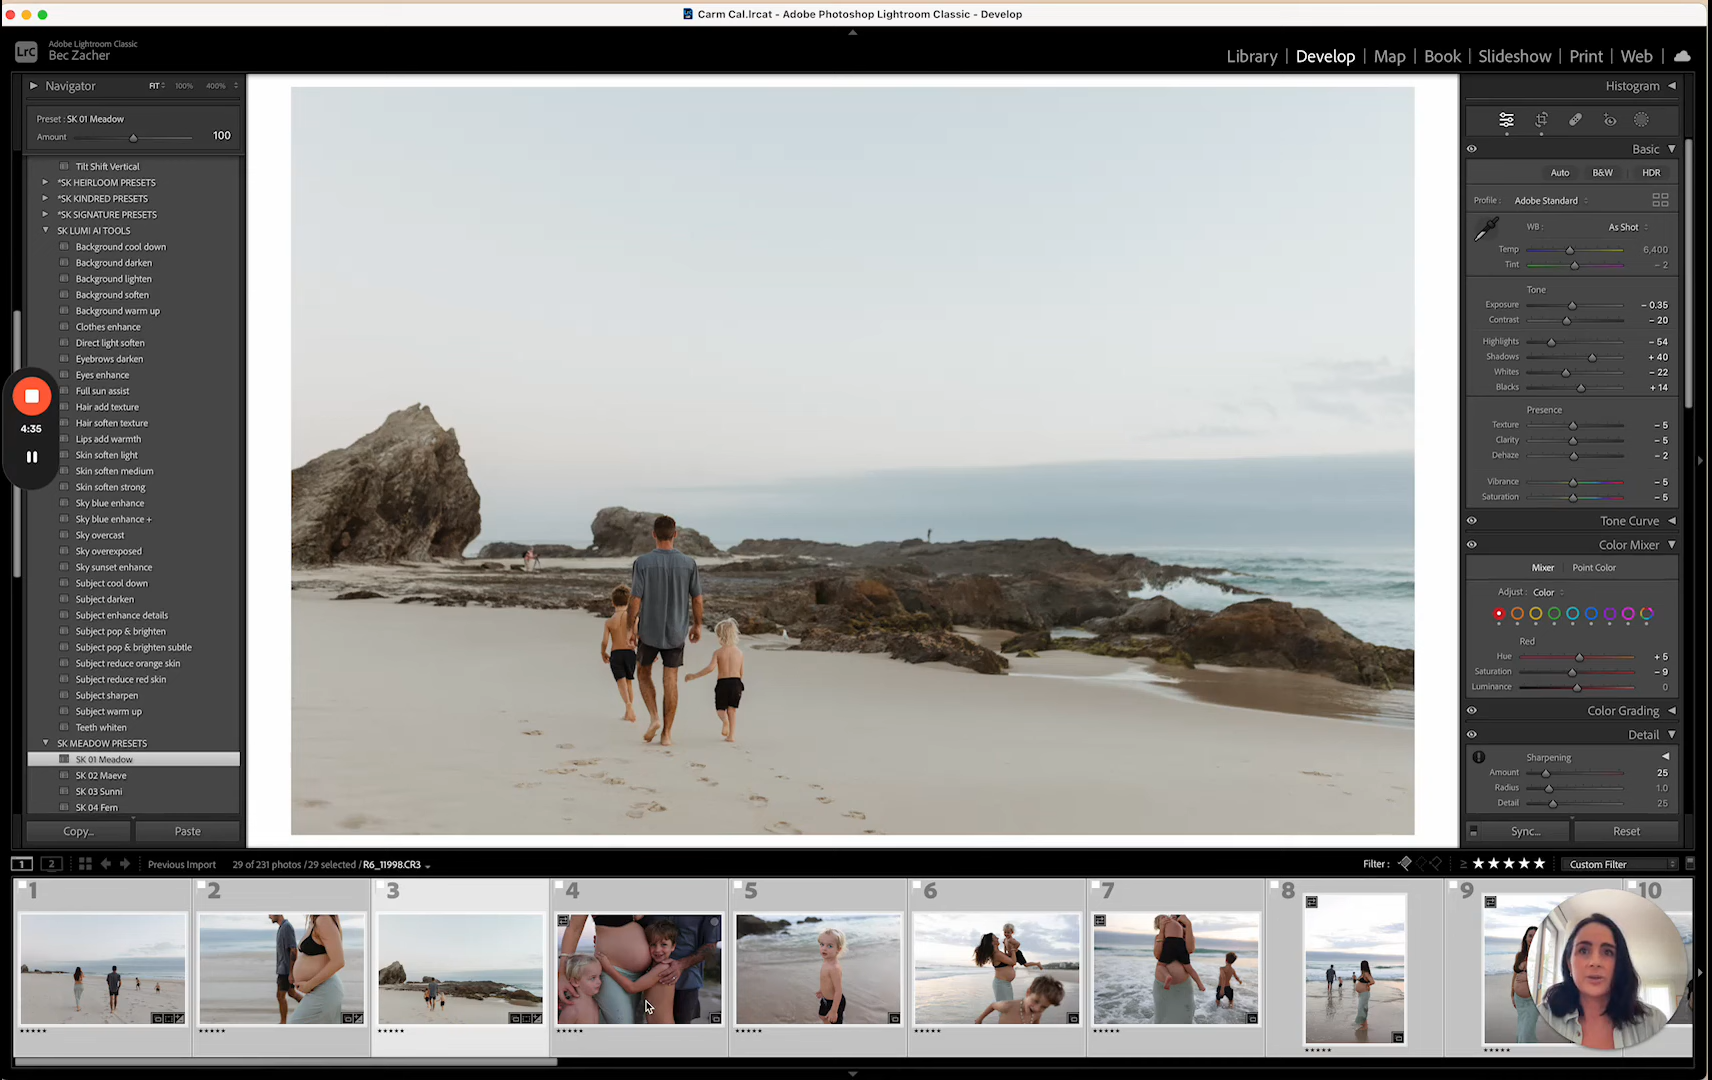 Carm Cal.lrcat - Adobe Photoshop Lightroom Classic - Develop
LrC
Adobe Lightroom Classic
Bec Zacher
Library | Develop | Map | Book | Slideshow | Print | Web
Navigator FIT 100% 400%
Preset : SK 01 Meadow
Amount 100
Tilt Shift Vertical
*SK HEIRLOOM PRESETS
*SK KINDRED PRESETS
*SK SIGNATURE PRESETS
SK LUMI AI TOOLS
Background cool down
Background darken
Background lighten
Background soften
Background warm up
Clothes enhance
Direct light soften
Eyebrows darken
Eyes enhance
Full sun assist
Hair add texture
Hair soften texture
Lips add warmth
Skin soften light
Skin soften medium
Skin soften strong
Sky blue enhance
Sky blue enhance +
Sky overcast
Sky overexposed
Sky sunset enhance
Subject cool down
Subject darken
Subject enhance details
Subject pop & brighten
Subject pop & brighten subtle
Subject reduce orange skin
Subject reduce red skin
Subject sharpen
Subject warm up
Teeth whiten
SK MEADOW PRESETS
SK 01 Meadow
SK 02 Maeve
SK 03 Sunni
SK 04 Fern
Copy... Paste
4:35
Histogram
Basic
Auto B&W HDR
Profile : Adobe Standard
WB : As Shot
Temp 6,400
Tint - 2
Tone
Exposure - 0.35
Contrast - 20
Highlights - 54
Shadows + 40
Whites - 22
Blacks + 14
Presence
Texture - 5
Clarity - 5
Dehaze - 2
Vibrance - 5
Saturation - 5
Tone Curve
Color Mixer
Mixer Point Color
Adjust : Color
Red
Hue + 5
Saturation - 9
Luminance 0
Color Grading
Detail
Sharpening
Amount 25
Radius 1.0
Detail 25
Sync... Reset
1 2 Previous Import 29 of 231 photos / 29 selected / R6_11998.CR3
Filter : ≥ ★★★★★ Custom Filter
1 2 3 4 5 6 7 8 9 10